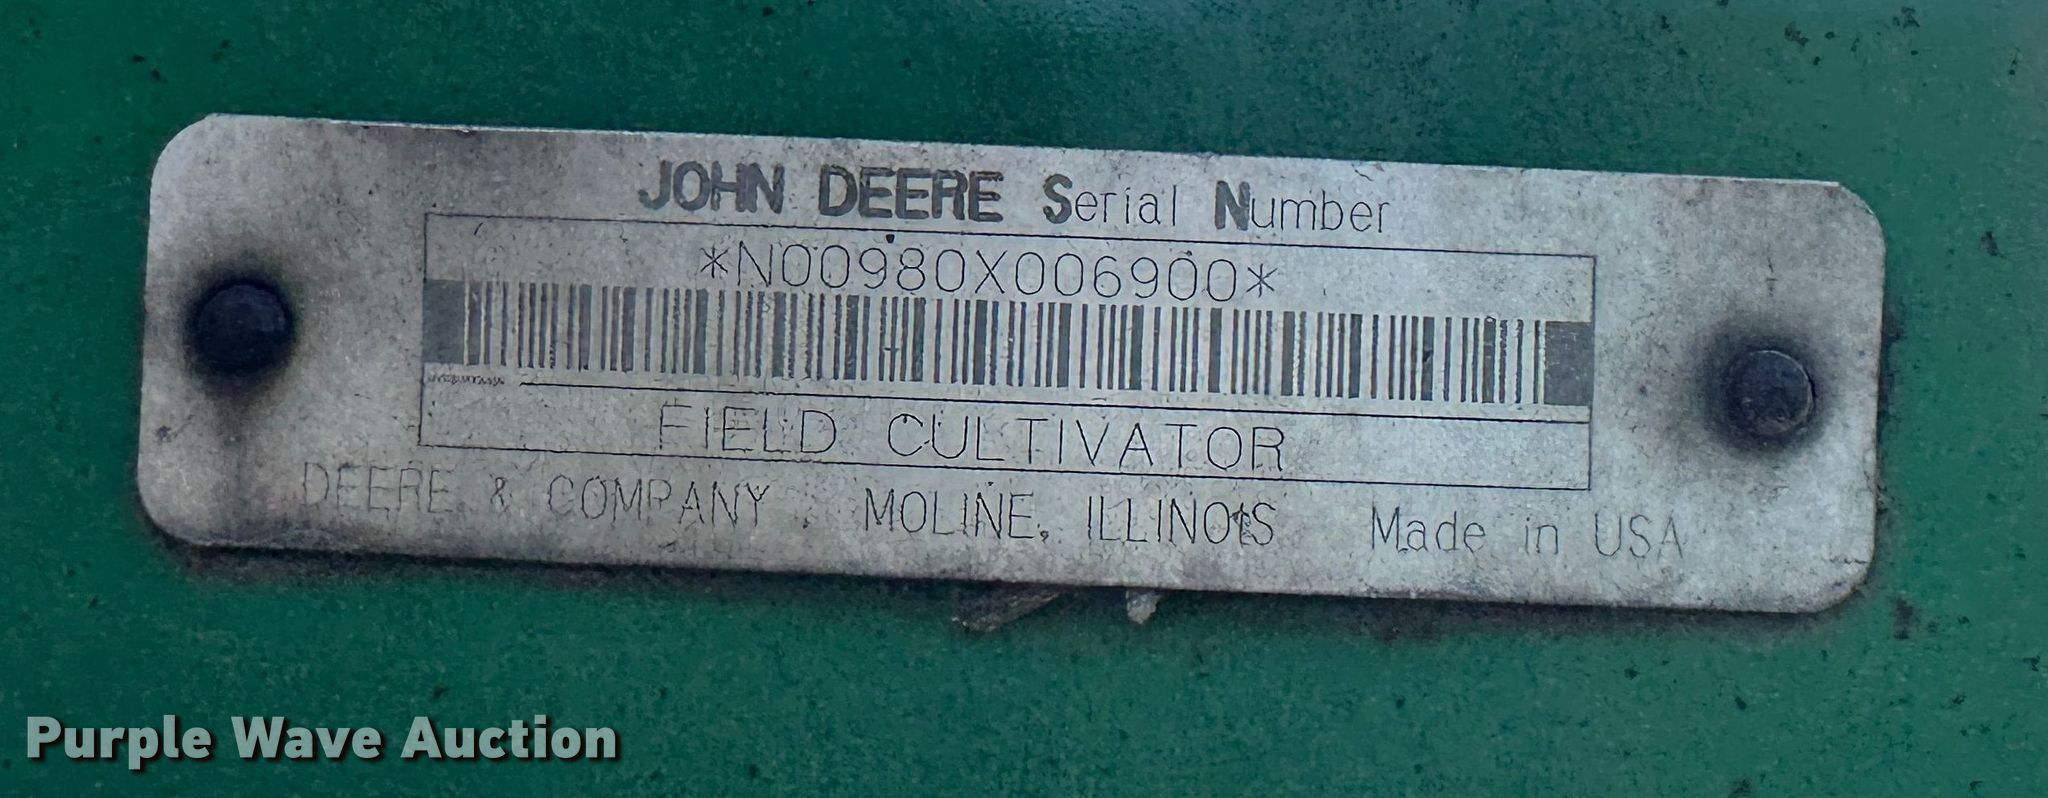 JOHN DEERE Serial Number
*N00980X006900*
FIELD CULTIVATOR
DEERE & COMPANY MOLINE, ILLINOIS Made in USA
Purple Wave Auction